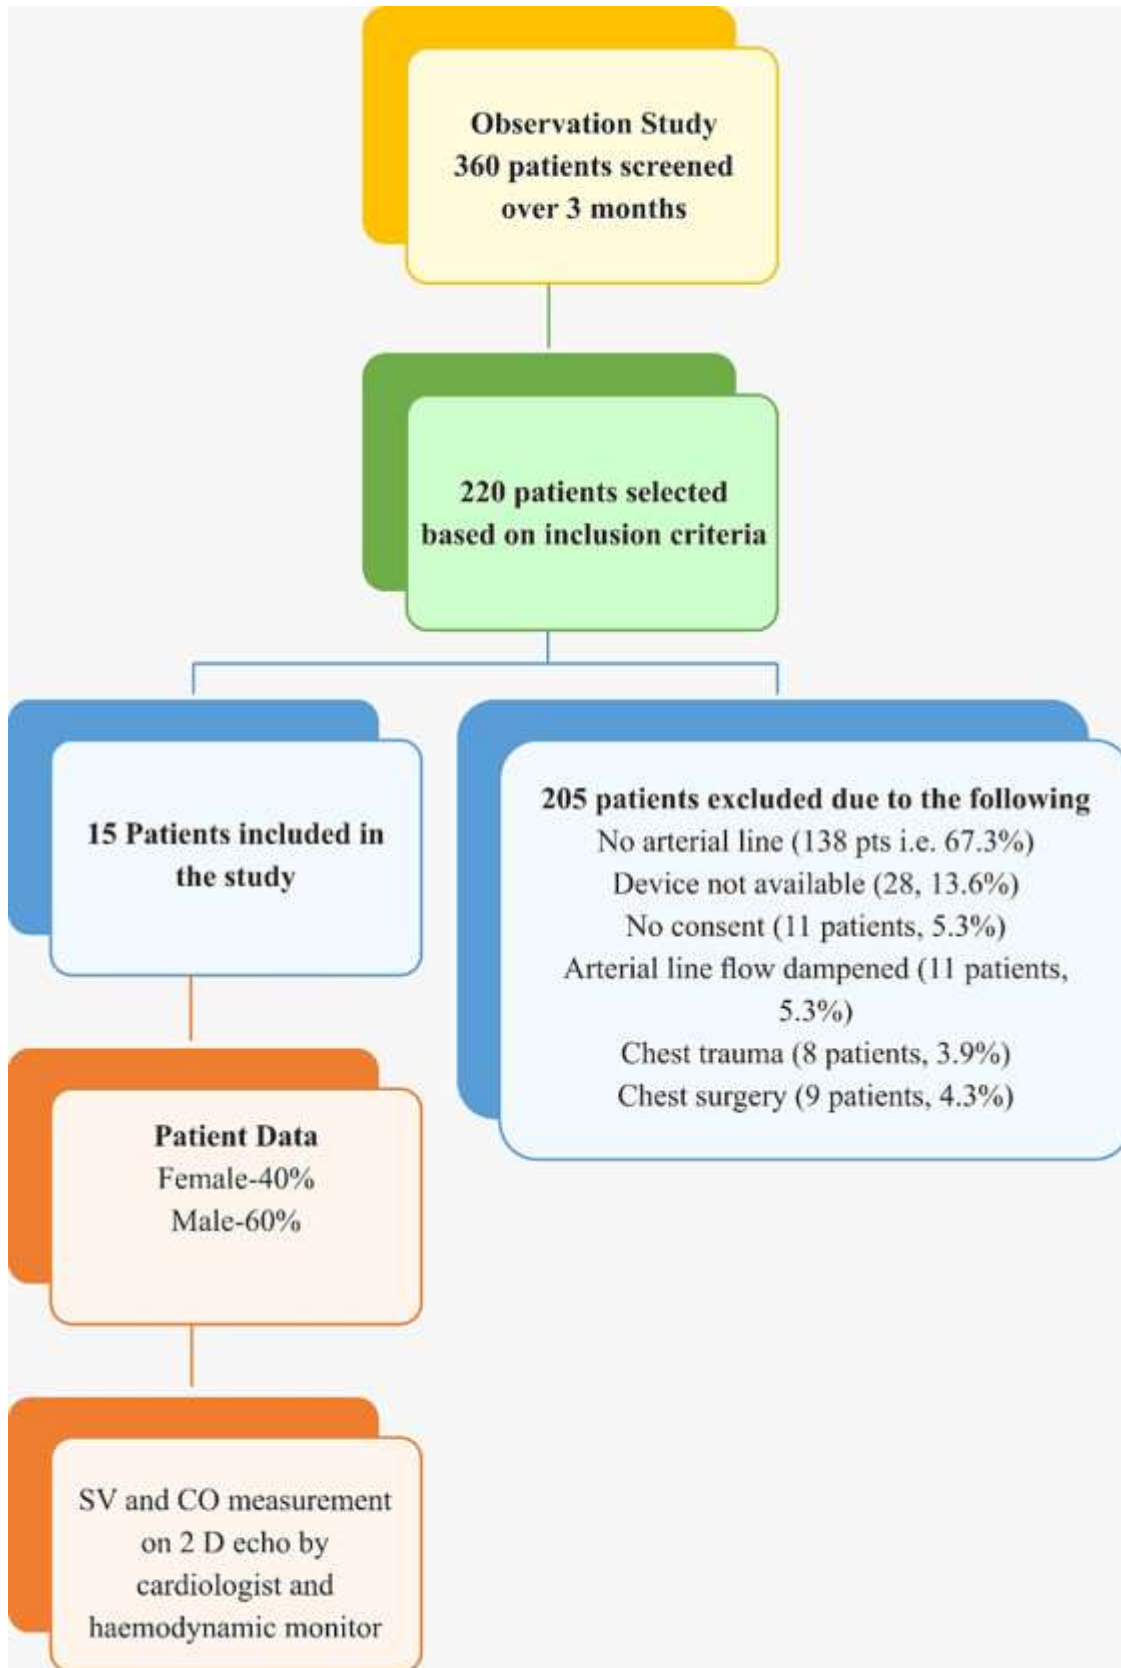 Observation Study
360 patients screened
over 3 months
220 patients selected
based on inclusion criteria
15 Patients included in
the study
205 patients excluded due to the following
No arterial line (138 pts i.e. 67.3%)
Device not available (28, 13.6%)
No consent (11 patients, 5.3%)
Arterial line flow dampened (11 patients,
5.3%)
Chest trauma (8 patients, 3.9%)
Chest surgery (9 patients, 4.3%)
Patient Data
Female-40%
Male-60%
SV and CO measurement
on 2 D echo by
cardiologist and
haemodynamic monitor